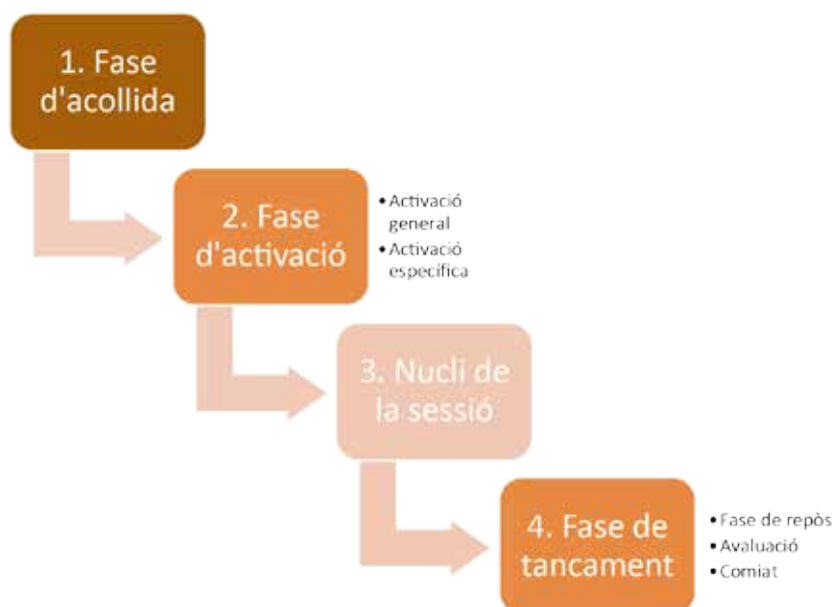 1. Fase
d'acollida
2. Fase
d'activació
• Activació
general
• Activació
específica
3. Nucli de
la sessió
4. Fase de
tancament
• Fase de repòs
• Avaluació
• Comiat